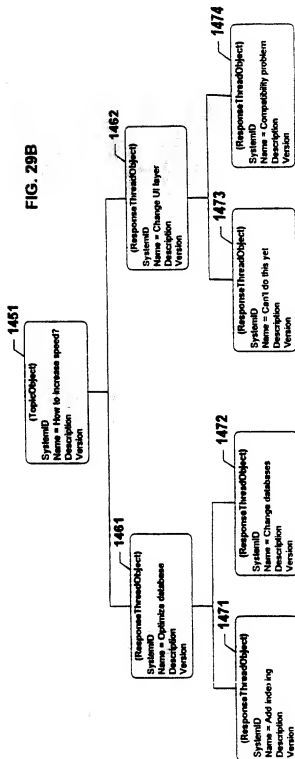 FIG. 29B
1451
(TopicObject)
SystemID
Name = How to increase speed?
Description
Version
1461
(ResponseThreadObject)
SystemID
Name = Optimize database
Description
Version
1462
(ResponseThreadObject)
SystemID
Name = Change UI layer
Description
Version
1471
(ResponseThreadObject)
SystemID
Name = Add indexing
Description
Version
1472
(ResponseThreadObject)
SystemID
Name = Change databases
Description
Version
1473
(ResponseThreadObject)
SystemID
Name = Can't do this yet
Description
Version
1474
(ResponseThreadObject)
SystemID
Name = Compatibility problem
Description
Version